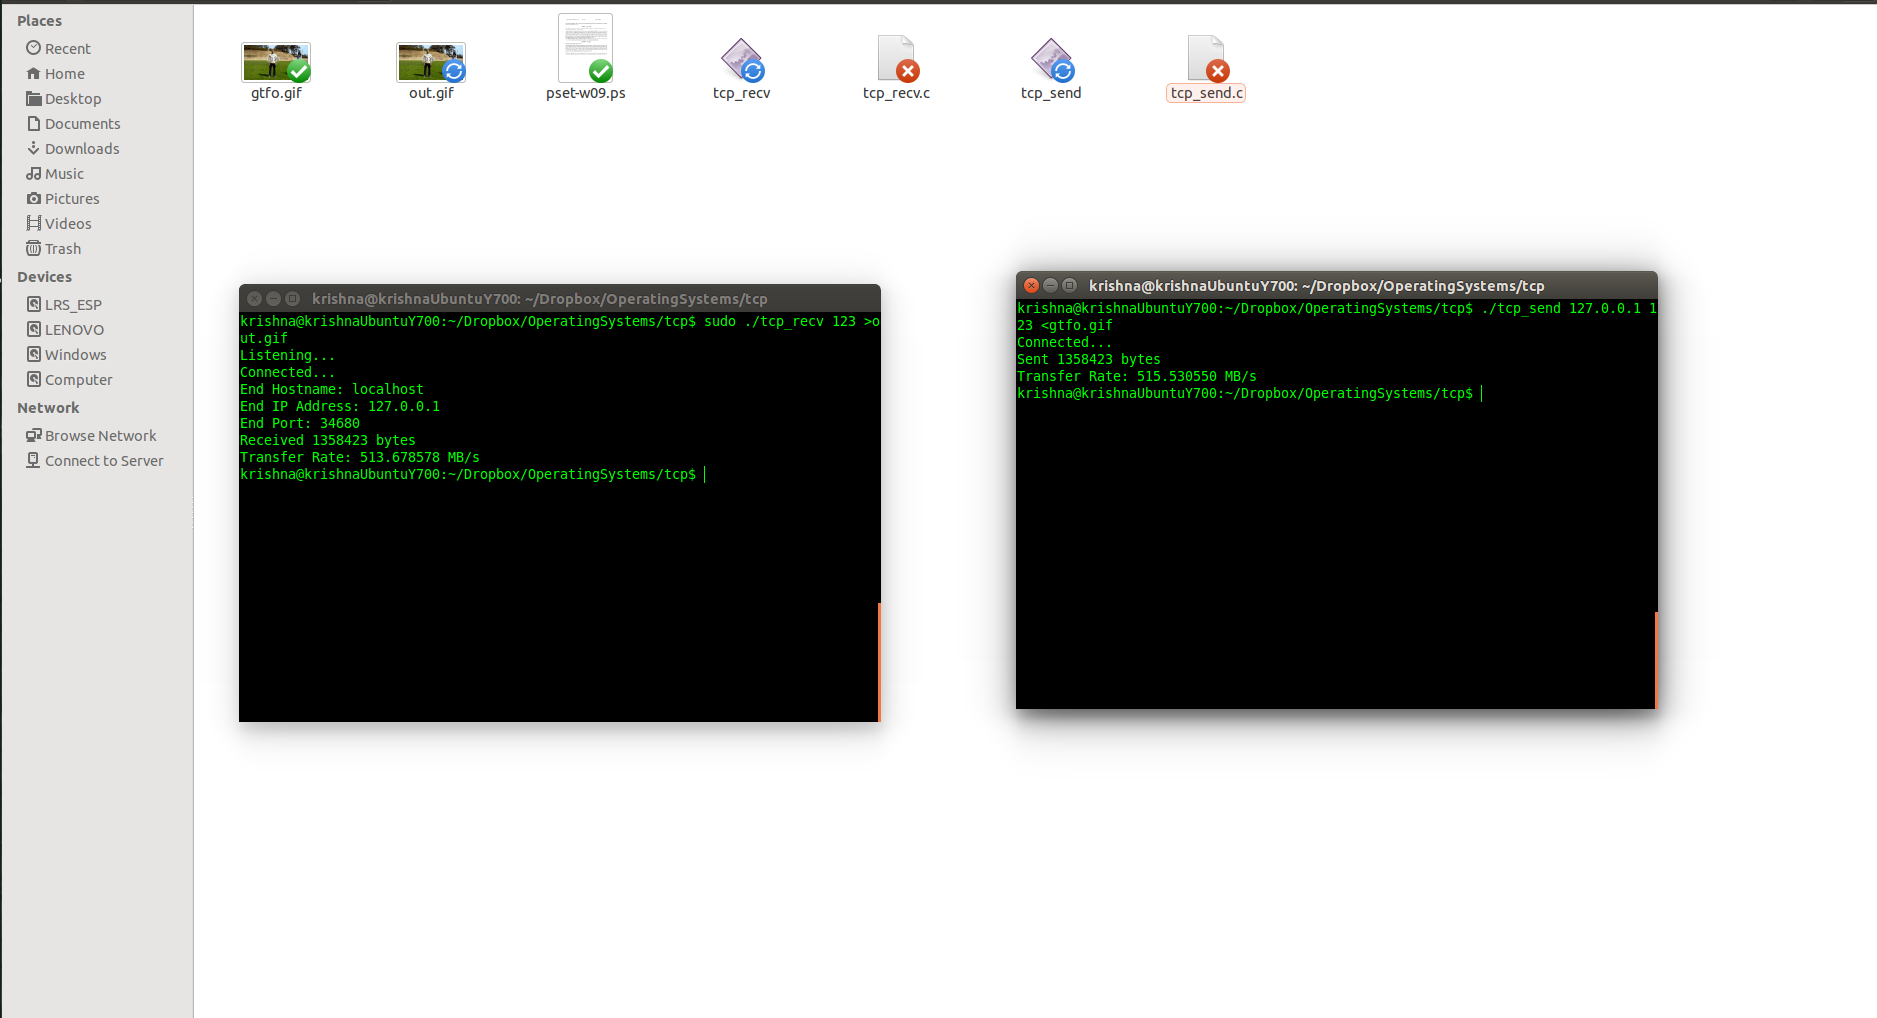 Places
Recent
Home
Desktop
Documents
Downloads
Music
Pictures
Videos
Trash
Devices
LRS_ESP
LENOVO
Windows
Computer
Network
Browse Network
Connect to Server
gtfo.gif
out.gif
pset-w09.ps
tcp_recv
tcp_recv.c
tcp_send
tcp_send.c
krishna@krishnaUbuntuY700: ~/Dropbox/OperatingSystems/tcp
krishna@krishnaUbuntuY700:~/Dropbox/OperatingSystems/tcp$ sudo ./tcp_recv 123 >o
ut.gif
Listening...
Connected...
End Hostname: localhost
End IP Address: 127.0.0.1
End Port: 34680
Received 1358423 bytes
Transfer Rate: 513.678578 MB/s
krishna@krishnaUbuntuY700:~/Dropbox/OperatingSystems/tcp$
krishna@krishnaUbuntuY700: ~/Dropbox/OperatingSystems/tcp
krishna@krishnaUbuntuY700:~/Dropbox/OperatingSystems/tcp$ ./tcp_send 127.0.0.1 1
23 <gtfo.gif
Connected...
Sent 1358423 bytes
Transfer Rate: 515.530550 MB/s
krishna@krishnaUbuntuY700:~/Dropbox/OperatingSystems/tcp$